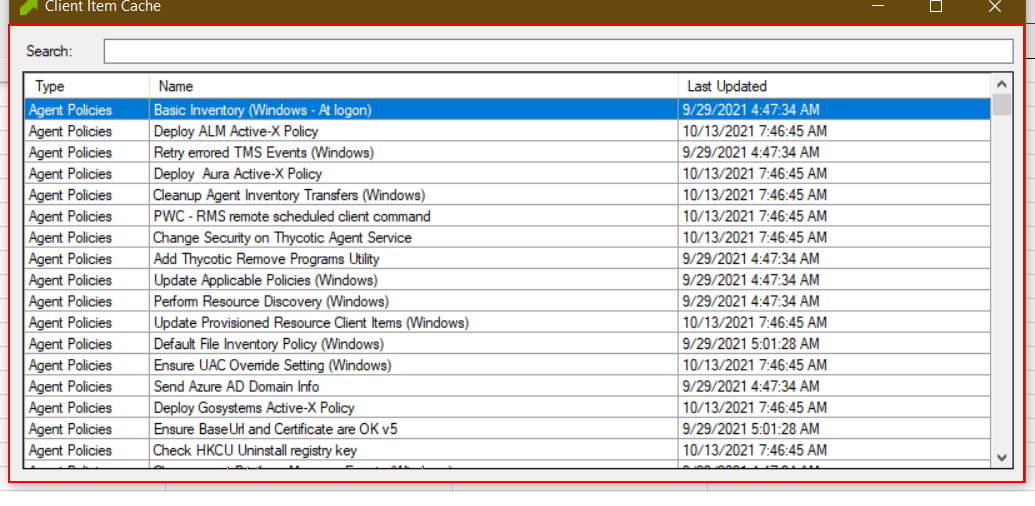 Client Item Cache
Search:
Type Name Last Updated
Agent Policies Basic Inventory (Windows - At logon) 9/29/2021 4:47:34 AM
Agent Policies Deploy ALM Active-X Policy 10/13/2021 7:46:45 AM
Agent Policies Retry errored TMS Events (Windows) 9/29/2021 4:47:34 AM
Agent Policies Deploy  Aura Active-X Policy 10/13/2021 7:46:45 AM
Agent Policies Cleanup Agent Inventory Transfers (Windows) 10/13/2021 7:46:45 AM
Agent Policies PWC - RMS remote scheduled client command 10/13/2021 7:46:45 AM
Agent Policies Change Security on Thycotic Agent Service 10/13/2021 7:46:45 AM
Agent Policies Add Thycotic Remove Programs Utility 9/29/2021 4:47:34 AM
Agent Policies Update Applicable Policies (Windows) 9/29/2021 4:47:34 AM
Agent Policies Perform Resource Discovery (Windows) 9/29/2021 4:47:34 AM
Agent Policies Update Provisioned Resource Client Items (Windows) 10/13/2021 7:46:45 AM
Agent Policies Default File Inventory Policy (Windows) 9/29/2021 5:01:28 AM
Agent Policies Ensure UAC Override Setting (Windows) 10/13/2021 7:46:45 AM
Agent Policies Send Azure AD Domain Info 9/29/2021 4:47:34 AM
Agent Policies Deploy Gosystems Active-X Policy 10/13/2021 7:46:45 AM
Agent Policies Ensure BaseUrl and Certificate are OK v5 9/29/2021 5:01:28 AM
Agent Policies Check HKCU Uninstall registry key 10/13/2021 7:46:45 AM